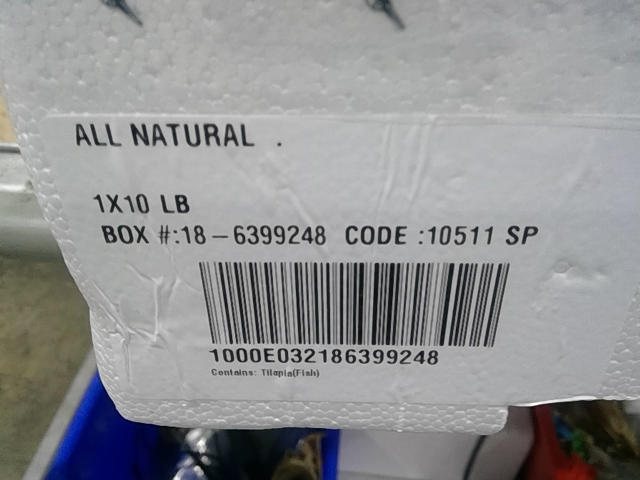 ALL NATURAL .
1X10 LB
BOX #:18-6399248 CODE :10511 SP
1000E032186399248
Contains: Tilapia(Fish)